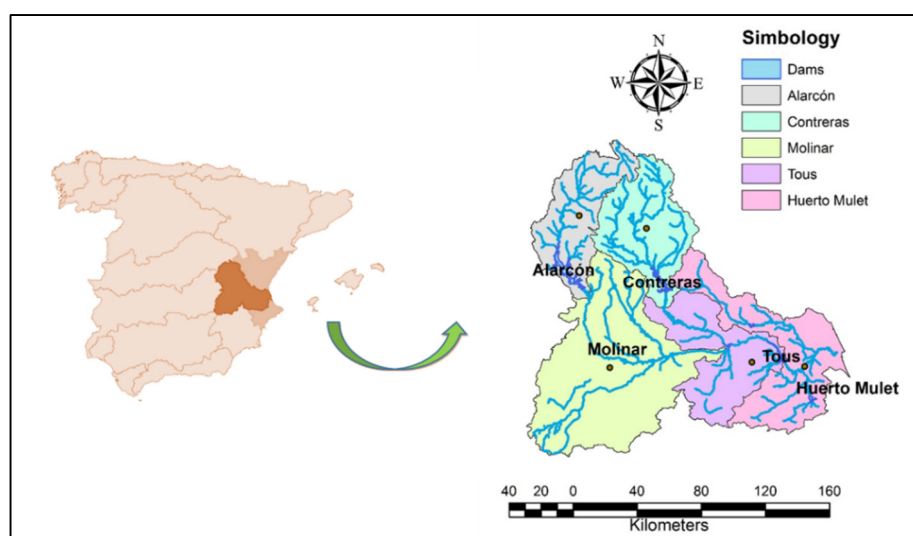 Simbology
Dams
Alarcón
Contreras
Molinar
Tous
Huerto Mulet
N
W E
S
Alarcón
Contreras
Molinar
Tous
Huerto Mulet
40 20 0 40 80 120 160
Kilometers